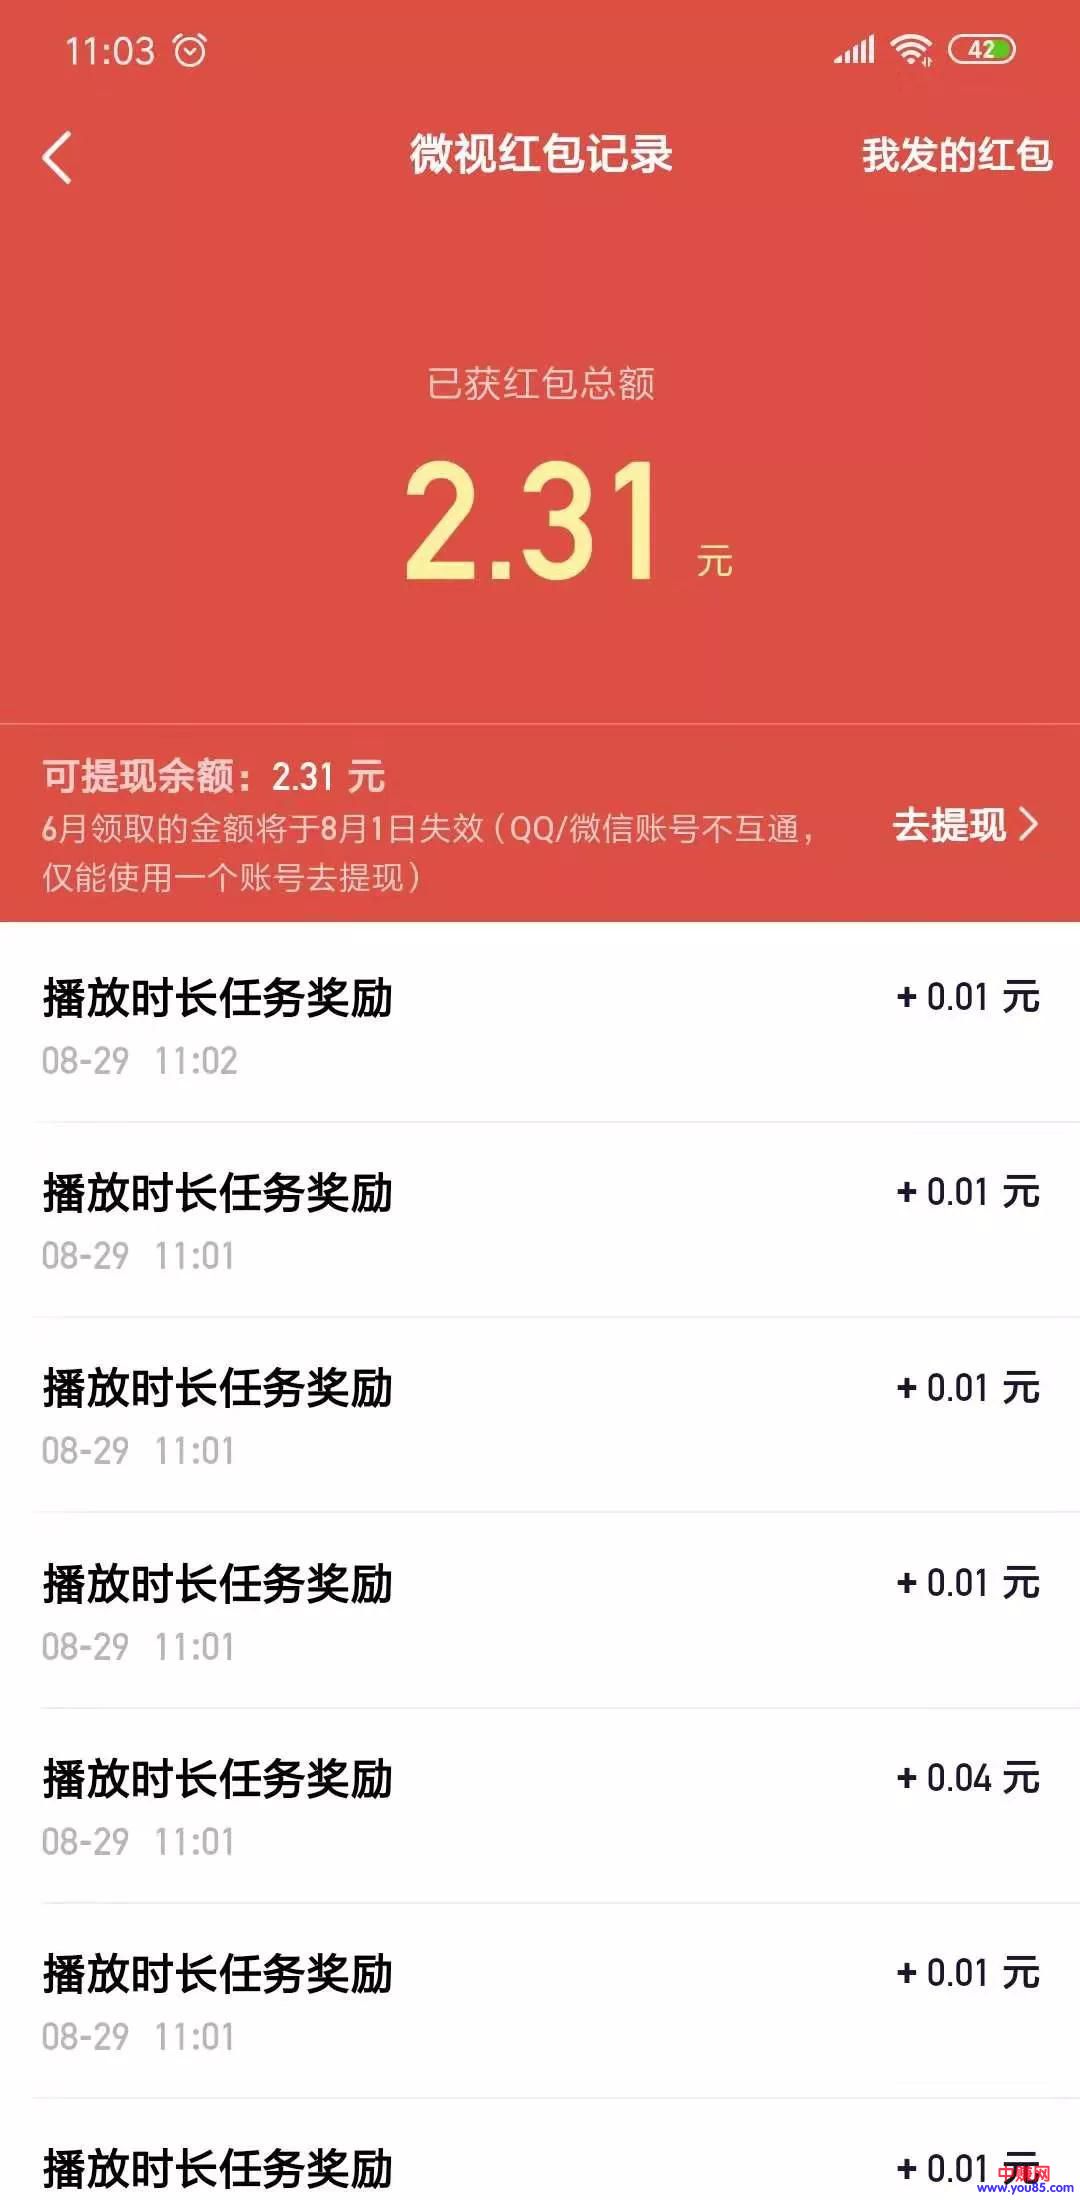 11:03
42
微视红包记录
我发的红包
已获红包总额
2.31 元
可提现余额：2.31 元
6月领取的金额将于8月1日失效（QQ/微信账号不互通，
仅能使用一个账号去提现）
去提现
播放时长任务奖励
+ 0.01 元
08-29 11:02
播放时长任务奖励
+ 0.01 元
08-29 11:01
播放时长任务奖励
+ 0.01 元
08-29 11:01
播放时长任务奖励
+ 0.01 元
08-29 11:01
播放时长任务奖励
+ 0.04 元
08-29 11:01
播放时长任务奖励
+ 0.01 元
08-29 11:01
播放时长任务奖励
+ 0.01 元
中赚网
www.you85.com